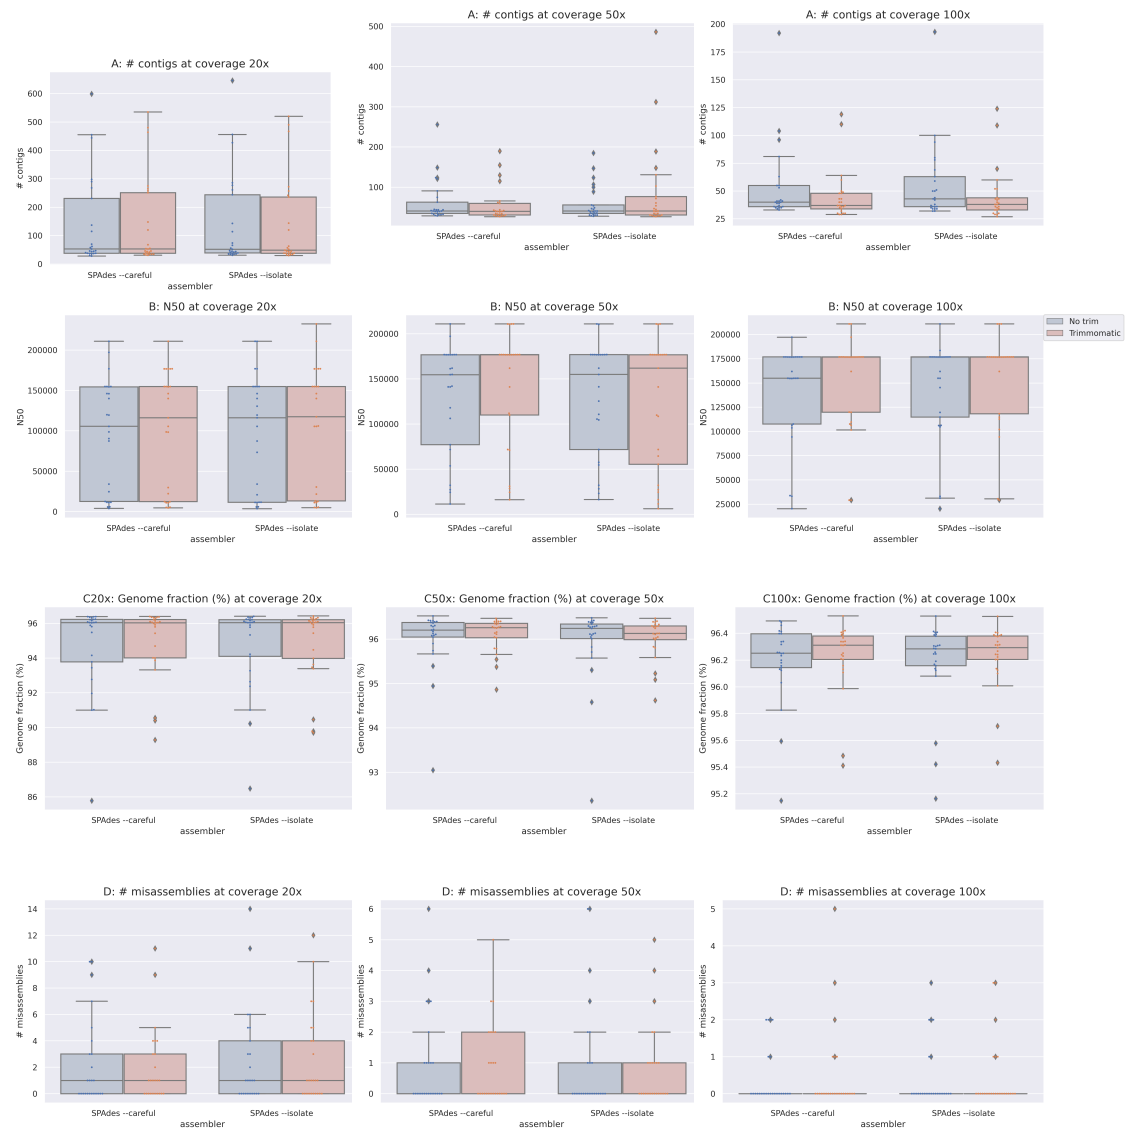 A: # contigs at coverage 20x
600
500
400
300
200
100
0
# contigs
SPAdes --careful
SPAdes --isolate
assembler
A: # contigs at coverage 50x
500
400
300
200
100
# contigs
SPAdes --careful
SPAdes --isolate
assembler
A: # contigs at coverage 100x
200
175
150
125
100
75
50
25
# contigs
SPAdes --careful
SPAdes --isolate
assembler
B: N50 at coverage 20x
200000
150000
100000
50000
0
N50
SPAdes --careful
SPAdes --isolate
assembler
B: N50 at coverage 50x
200000
150000
100000
50000
0
N50
SPAdes --careful
SPAdes --isolate
assembler
B: N50 at coverage 100x
200000
175000
150000
125000
100000
75000
50000
25000
N50
SPAdes --careful
SPAdes --isolate
assembler
No trim
Trimmomatic
C20x: Genome fraction (%) at coverage 20x
96
94
92
90
88
86
Genome fraction (%)
SPAdes --careful
SPAdes --isolate
assembler
C50x: Genome fraction (%) at coverage 50x
96
95
94
93
Genome fraction (%)
SPAdes --careful
SPAdes --isolate
assembler
C100x: Genome fraction (%) at coverage 100x
96.4
96.2
96.0
95.8
95.6
95.4
95.2
Genome fraction (%)
SPAdes --careful
SPAdes --isolate
assembler
D: # misassemblies at coverage 20x
14
12
10
8
6
4
2
0
# misassemblies
SPAdes --careful
SPAdes --isolate
assembler
D: # misassemblies at coverage 50x
6
5
4
3
2
1
0
# misassemblies
SPAdes --careful
SPAdes --isolate
assembler
D: # misassemblies at coverage 100x
5
4
3
2
1
0
# misassemblies
SPAdes --careful
SPAdes --isolate
assembler